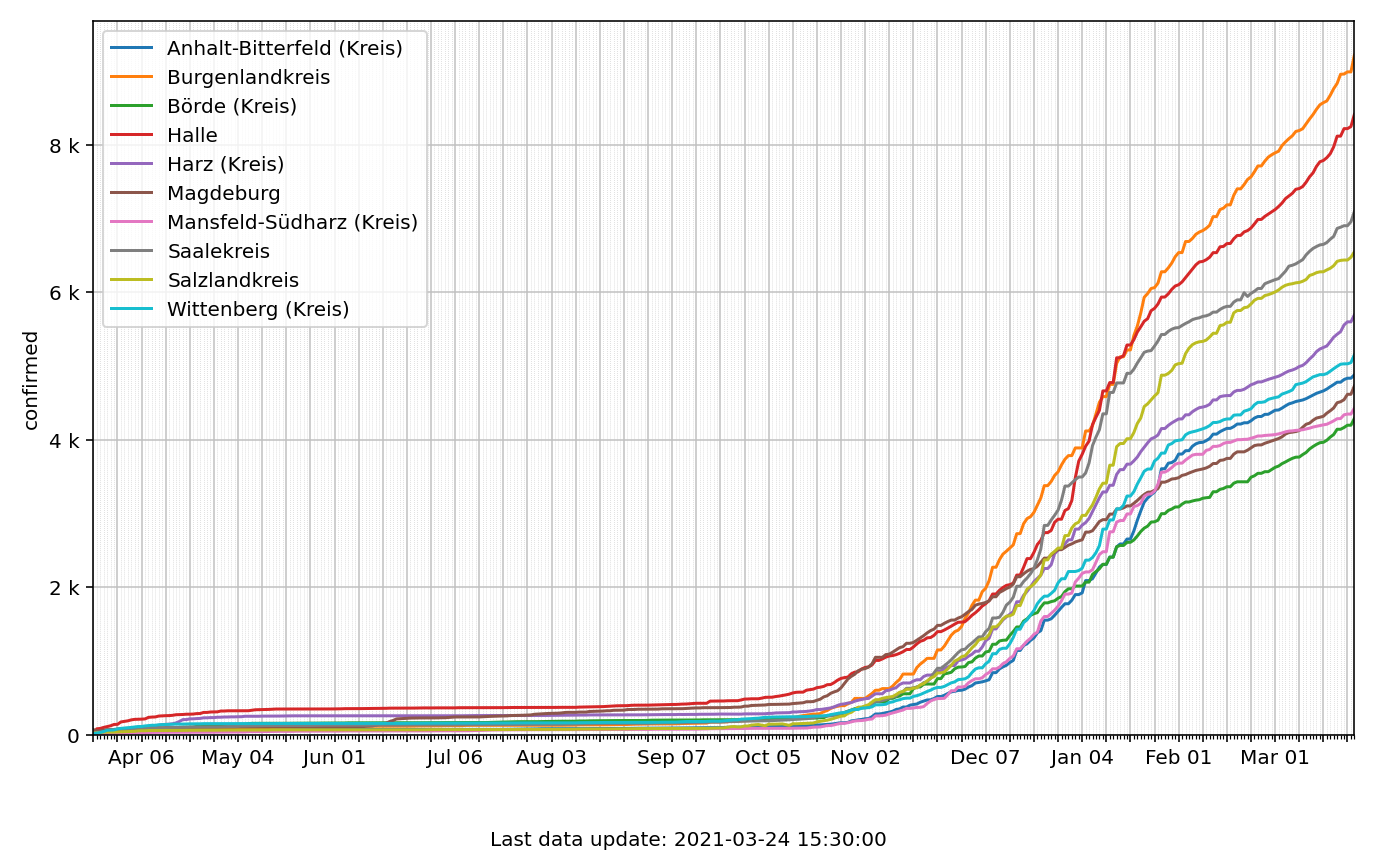 Anhalt-Bitterfeld (Kreis)
Burgenlandkreis
Börde (Kreis)
Halle
Harz (Kreis)
Magdeburg
Mansfeld-Südharz (Kreis)
Saalekreis
Salzlandkreis
Wittenberg (Kreis)
confirmed
8 k
6 k
4 k
2 k
0
Apr 06 May 04 Jun 01 Jul 06 Aug 03 Sep 07 Oct 05 Nov 02 Dec 07 Jan 04 Feb 01 Mar 01
Last data update: 2021-03-24 15:30:00